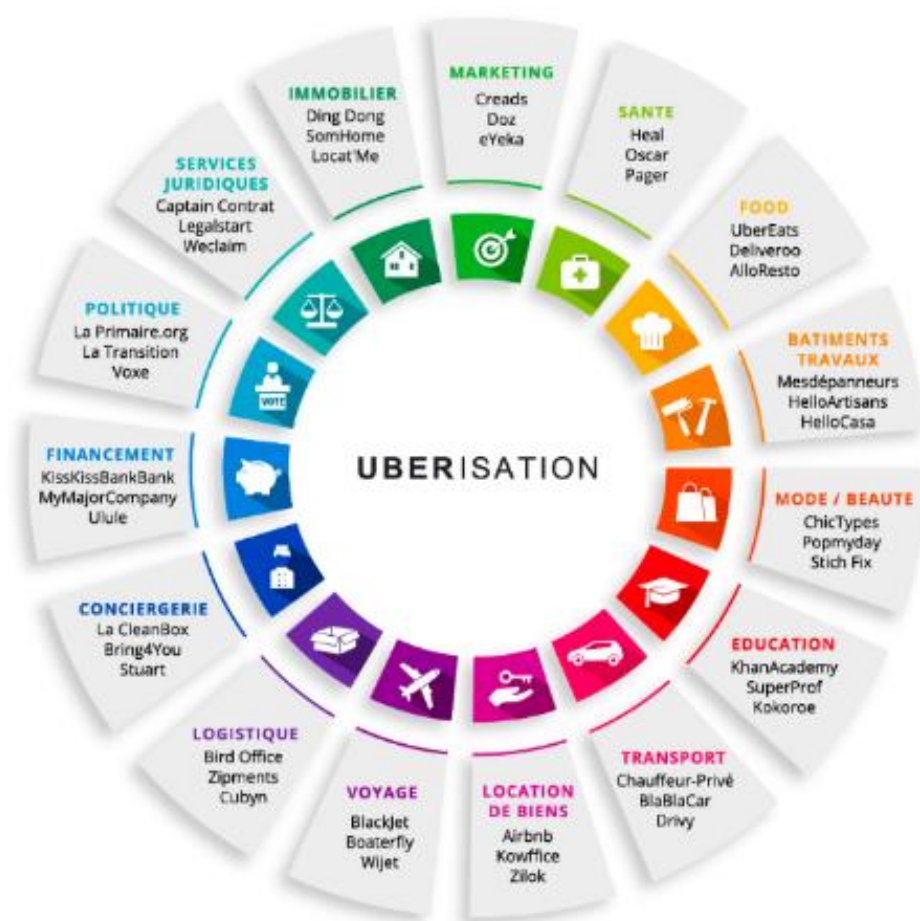 MARKETING
Creads
Doz
eYeka
SANTE
Heal
Oscar
Pager
FOOD
UberEats
Deliveroo
AlloResto
BATIMENTS
TRAVAUX
Mesdépanneurs
HelloArtisans
HelloCasa
MODE / BEAUTE
ChicTypes
Popmyday
Stich Fix
EDUCATION
KhanAcademy
SuperProf
Kokoroe
TRANSPORT
Chauffeur-Privé
BlaBlaCar
Drivy
LOCATION
DE BIENS
Airbnb
Kowffice
Zilok
VOYAGE
BlackJet
Boaterfly
Wijet
LOGISTIQUE
Bird Office
Zipments
Cubyn
CONCIERGERIE
La CleanBox
Bring4You
Stuart
FINANCEMENT
KissKissBankBank
MyMajorCompany
Ulule
POLITIQUE
La Primaire.org
La Transition
Voxe
SERVICES
JURIDIQUES
Captain Contrat
Legalstart
Weclaim
IMMOBILIER
Ding Dong
SomHome
Locat'Me
VOTE
UBERISATION